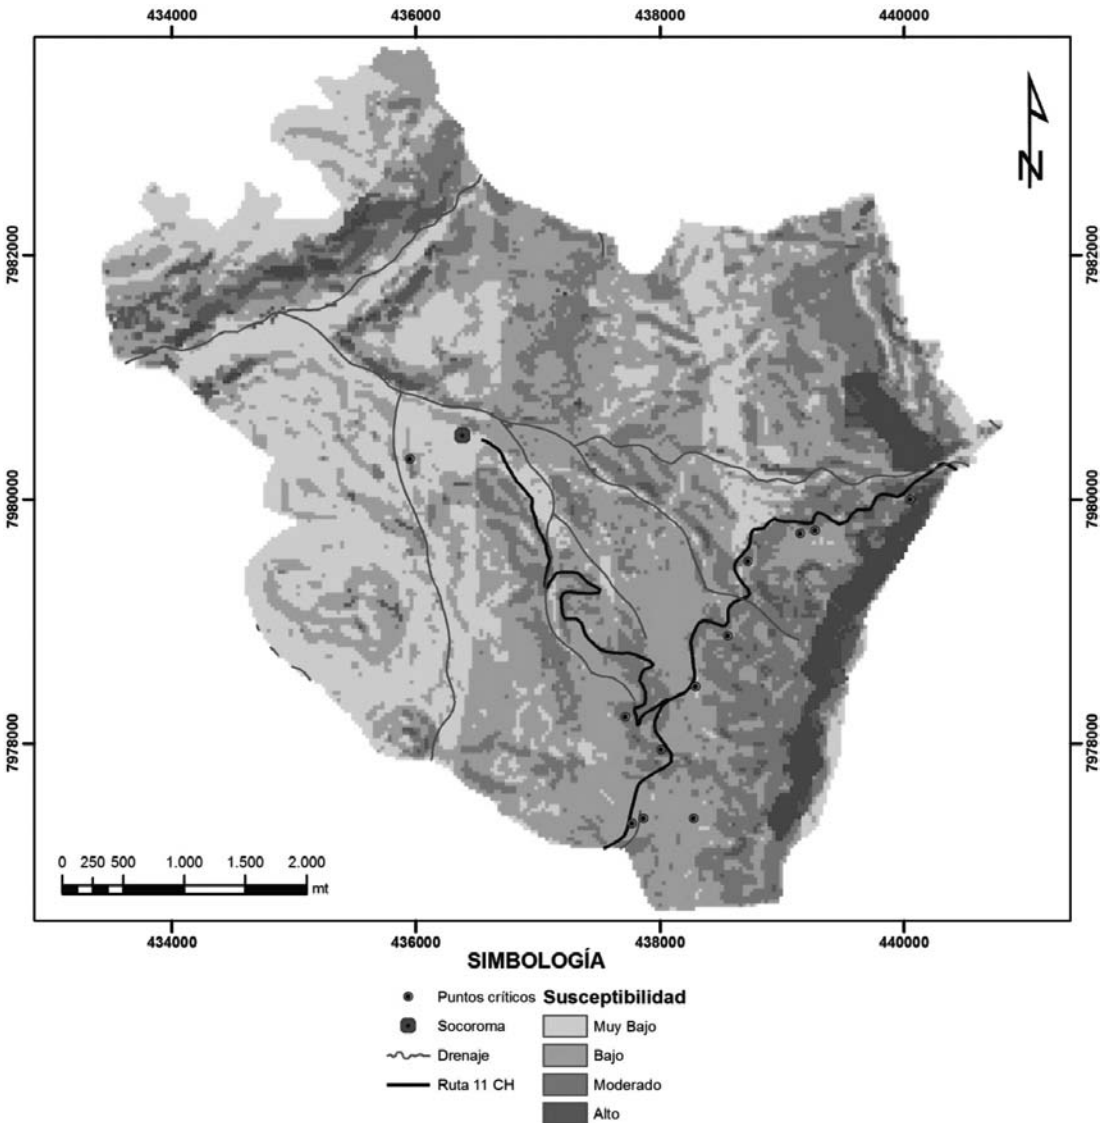 434000 436000 438000 440000
N
7982000 7982000
7980000 7980000
7978000 7978000
0 250 500 1.000 1.500 2.000
mt
434000 436000 438000 440000
SIMBOLOGÍA
Puntos críticos
Socoroma
Drenaje
Ruta 11 CH
Susceptibilidad
Muy Bajo
Bajo
Moderado
Alto